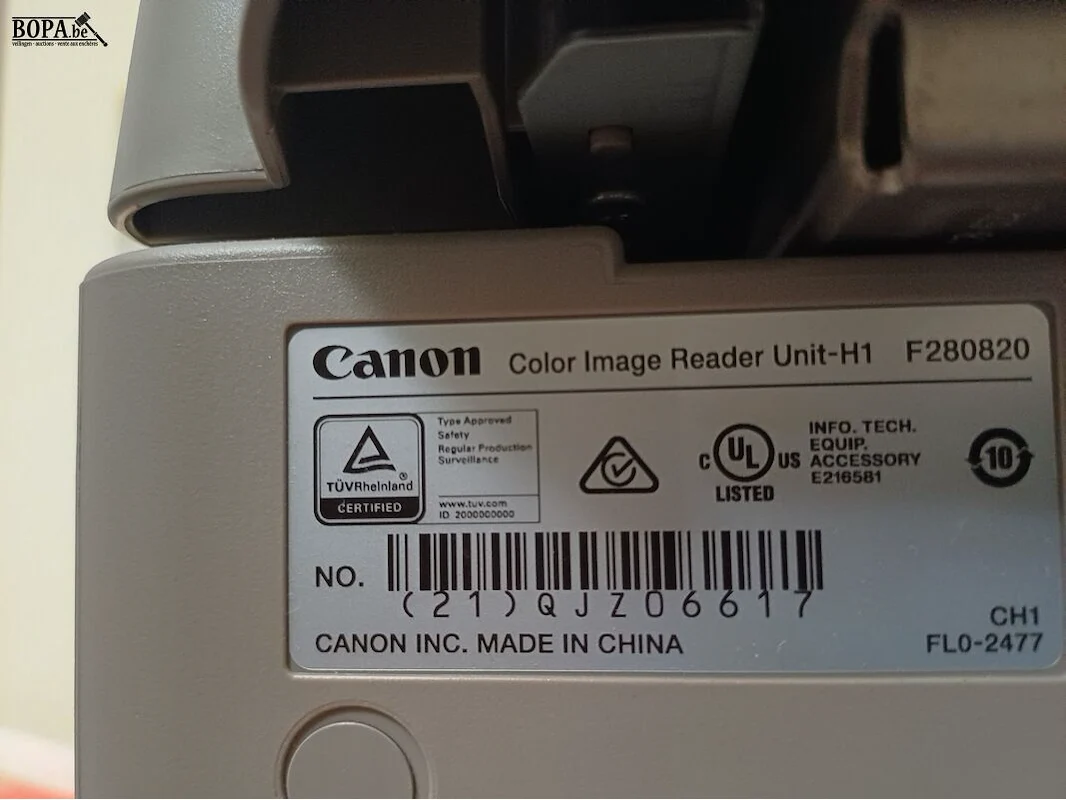 BOPA.be
veilingen - auctions - vente aux enchères
Canon Color Image Reader Unit-H1 F280820
TÜVRheinland®
CERTIFIED
Type Approved
Safety
Regular Production
Surveillance
www.tuv.com
ID 2000000000
C UL US
LISTED
INFO. TECH.
EQUIP.
ACCESSORY
E216581
10
NO.
(21)QJZ06617
CANON INC. MADE IN CHINA
CH1
FL0-2477